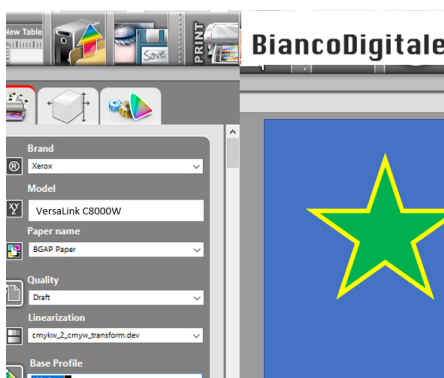 New Table
Save
PRINT
BiancoDigitale
Brand
®
Xerox
Model
XYZ
VersaLink C8000W
Paper name
BGAP Paper
Quality
Draft
Linearization
cmykw_2_cmyw_transform.dev
Base Profile